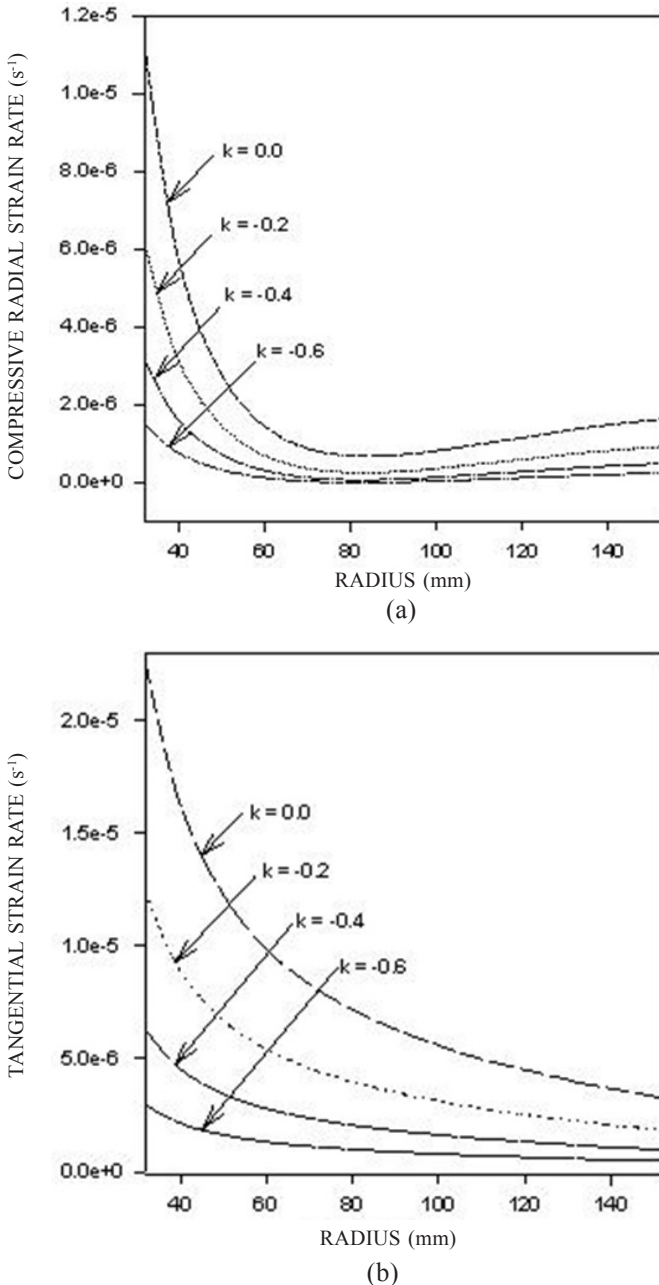 1.2e-5
1.0e-5
8.0e-6
6.0e-6
4.0e-6
2.0e-6
0.0e+0
COMPRESSIVE RADIAL STRAIN RATE (s⁻¹)
k = 0.0
k = -0.2
k = -0.4
k = -0.6
40 60 80 100 120 140
RADIUS (mm)
(a)
2.0e-5
1.5e-5
1.0e-5
5.0e-6
0.0e+0
TANGENTIAL STRAIN RATE (s⁻¹)
k = 0.0
k = -0.2
k = -0.4
k = -0.6
40 60 80 100 120 140
RADIUS (mm)
(b)